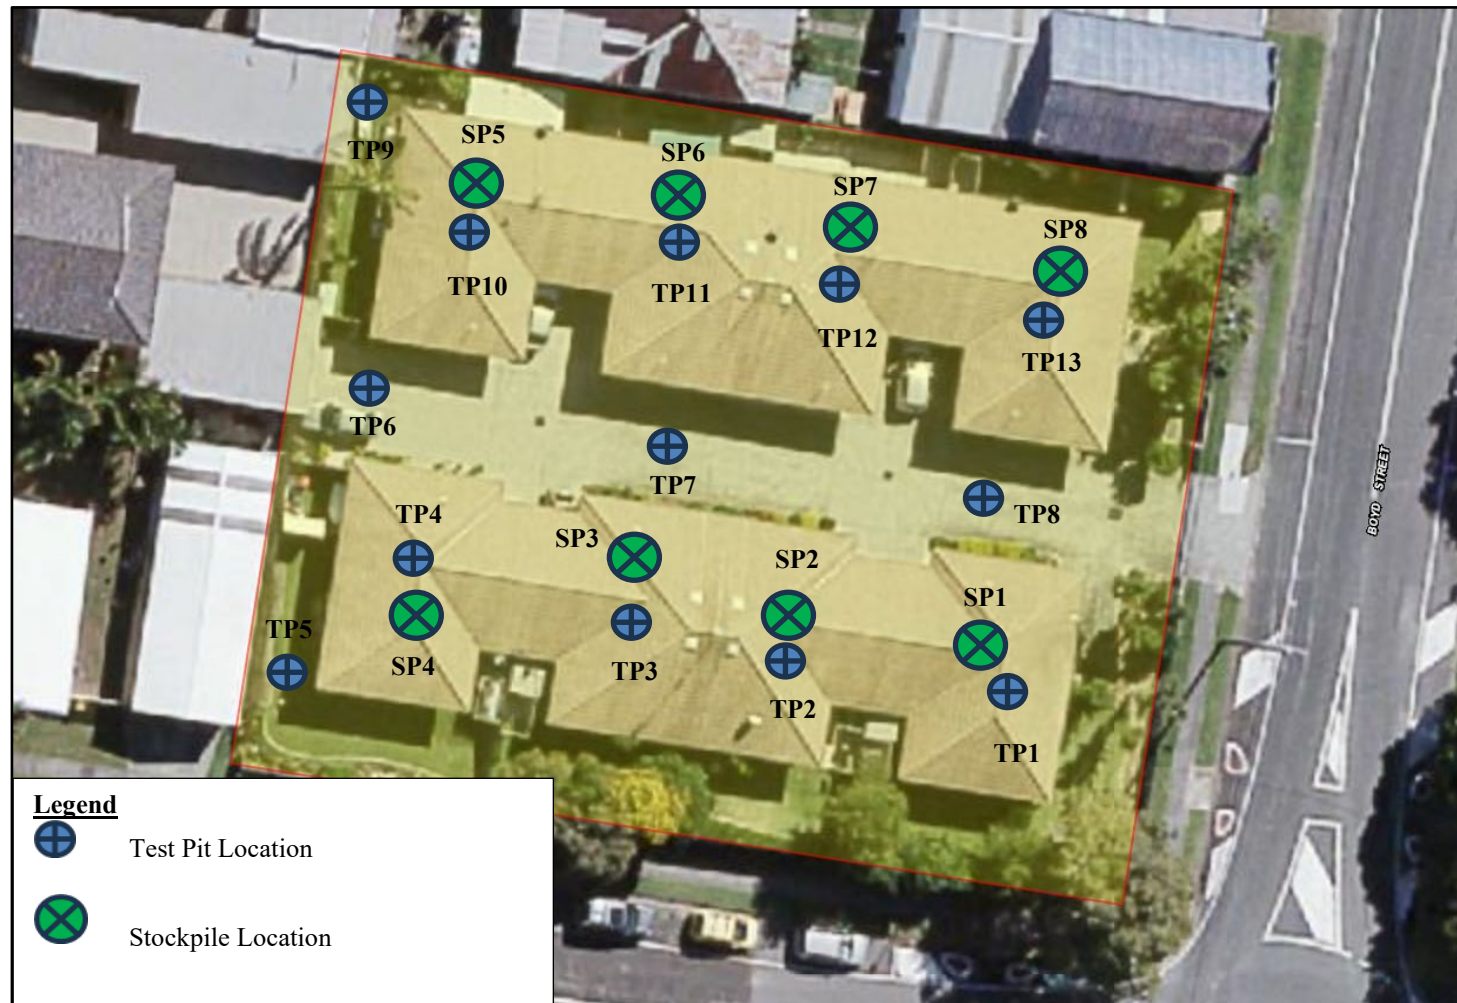 SP5
SP6
TP9
SP7
SP8
TP10
TP11
TP12
TP13
TP6
TP7
BOYD STREET
TP4
TP8
SP3
SP2
SP1
TP5
SP4
TP3
TP2
TP1
Legend
Test Pit Location
Stockpile Location